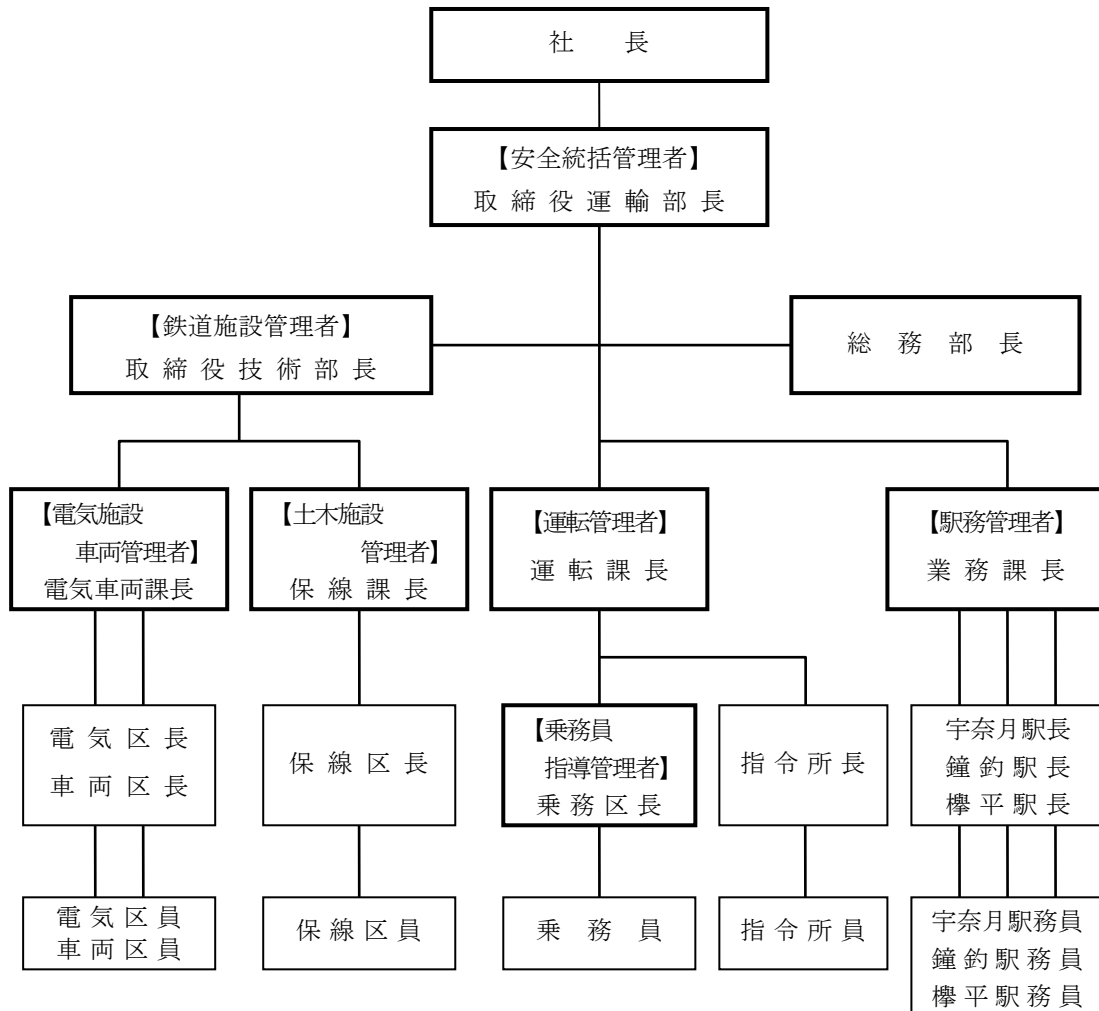 社長
【安全統括管理者】
取締役運輸部長
【鉄道施設管理者】
取締役技術部長
総務部長
【電気施設
車両管理者】
電気車両課長
【土木施設
管理者】
保線課長
【運転管理者】
運転課長
【駅務管理者】
業務課長
電気区長
車両区長
保線区長
【乗務員
指導管理者】
乗務区長
指令所長
宇奈月駅長
鐘釣駅長
欅平駅長
電気区員
車両区員
保線区員
乗務員
指令所員
宇奈月駅務員
鐘釣駅務員
欅平駅務員